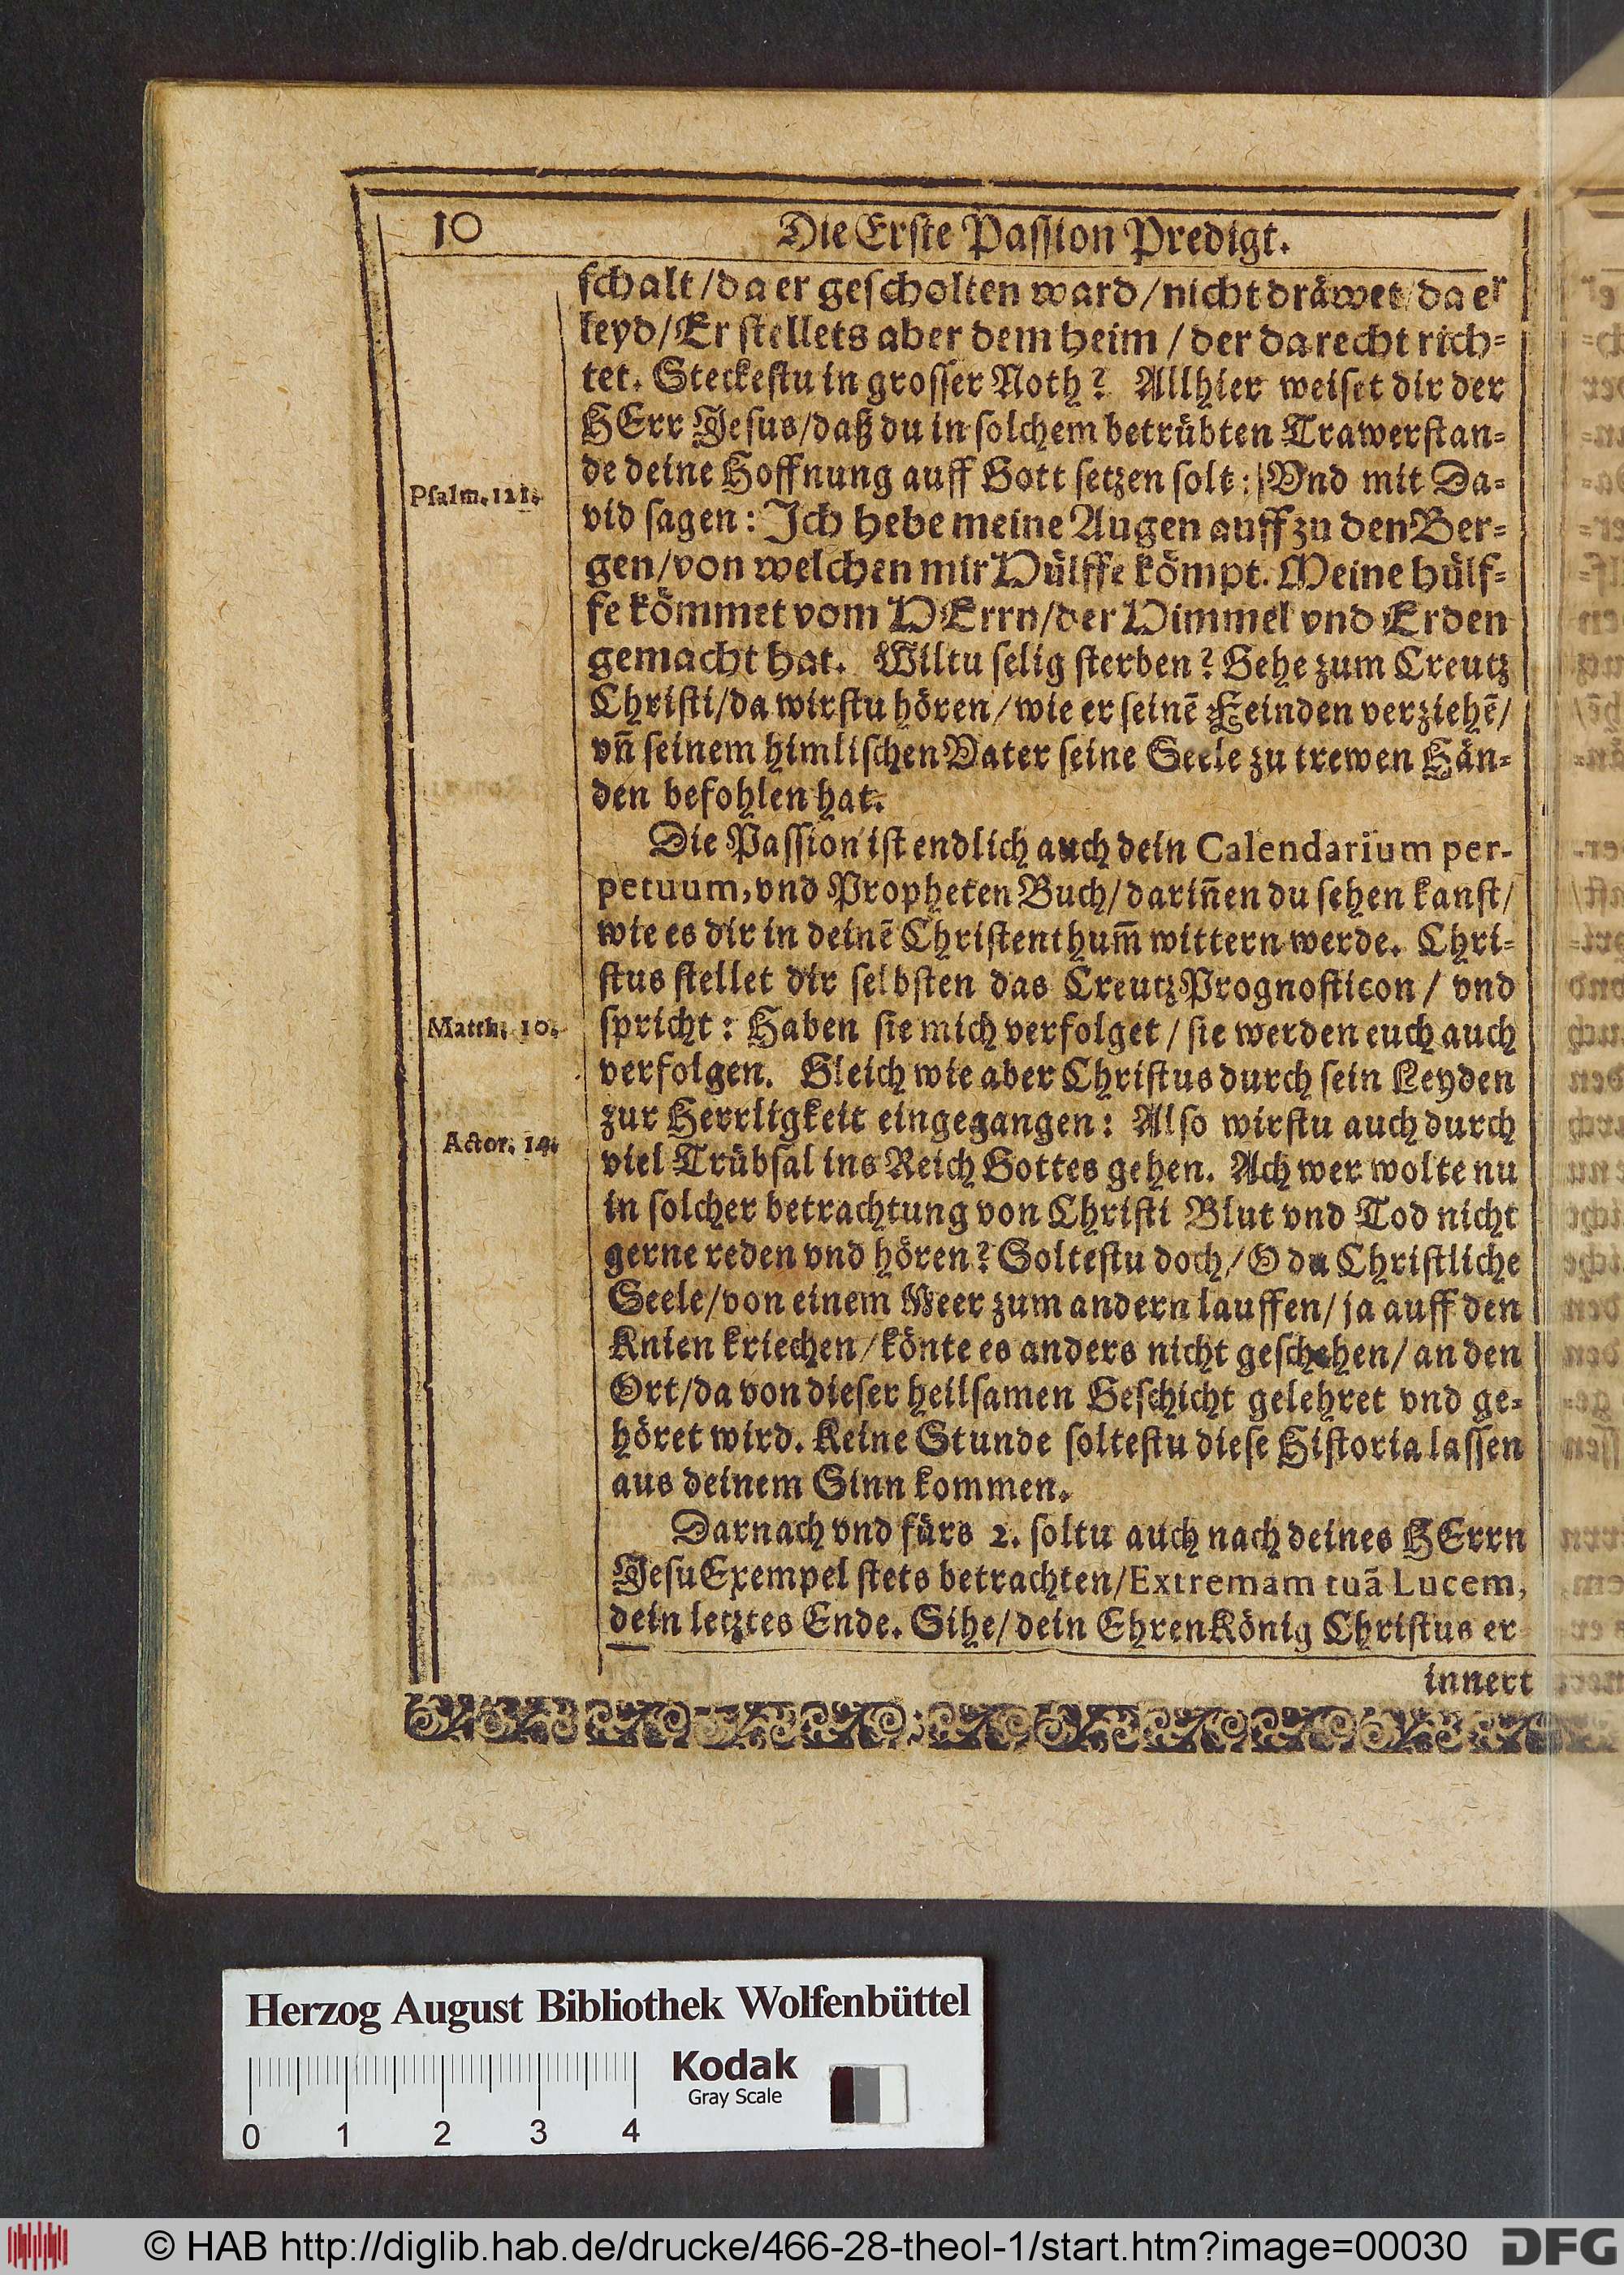 10 Die Erste Passion Predigt.
schalt/da er gescholten ward/nicht dräwet/da er
leyd/Er stellets aber dem heim/der da recht rich-
tet. Steckestu in grosser Noth? Allhier weiset dir der
HErr Jesus/daß du in solchem betrübten Trawerstan-
de deine Hoffnung auff Gott setzen solt: Vnd mit Da-
Psalm. 121.
vid sagen: Ich hebe meine Augen auff zu den Ber-
gen/von welchen mir Hülffe kömpt. Meine hülf-
fe kömmet vom HErrn/der Himmel vnd Erden
gemacht hat. Wiltu selig sterben? Gehe zum Creutz
Christi/da wirstu hören/wie er seinē Feinden verziehē/
vñ seinem himlischen Vater seine Seele zu trewen Hän-
den befohlen hat.
Die Passion ist endlich auch dein Calendarium per-
petuum, vnd Propheten Buch/dariñen du sehen kanst/
wie es dir in deinē Christenthum̄ wittern werde. Chri-
stus stellet dir selbsten das Creutz Prognosticon/ vnd
Matth. 10.
spricht: Haben sie mich verfolget/sie werden euch auch
verfolgen. Gleich wie aber Christus durch sein Leyden
zur Herrligkeit eingegangen: Also wirstu auch durch
Actor. 14.
viel Trübsal ins Reich Gottes gehen. Ach wer wolte nu
in solcher betrachtung von Christi Blut vnd Tod nicht
gerne reden vnd hören? Soltestu doch/O du Christliche
Seele/von einem Meer zum andern lauffen/ja auff den
Knien kriechen/könte es anders nicht geschehen/an den
Ort/da von dieser heilsamen Geschicht gelehret vnd ge-
höret wird. Keine Stunde soltestu diese Historia lassen
aus deinem Sinn kommen.
Darnach vnd fürs 2. soltu auch nach deines HErrn
Jesu Exempel stets betrachten/Extremam tuā Lucem,
dein letztes Ende. Sihe/dein EhrenKönig Christus er
innert
Herzog August Bibliothek Wolfenbüttel
Kodak
Gray Scale
0 1 2 3 4
© HAB http://diglib.hab.de/drucke/466-28-theol-1/start.htm?image=00030 DFG